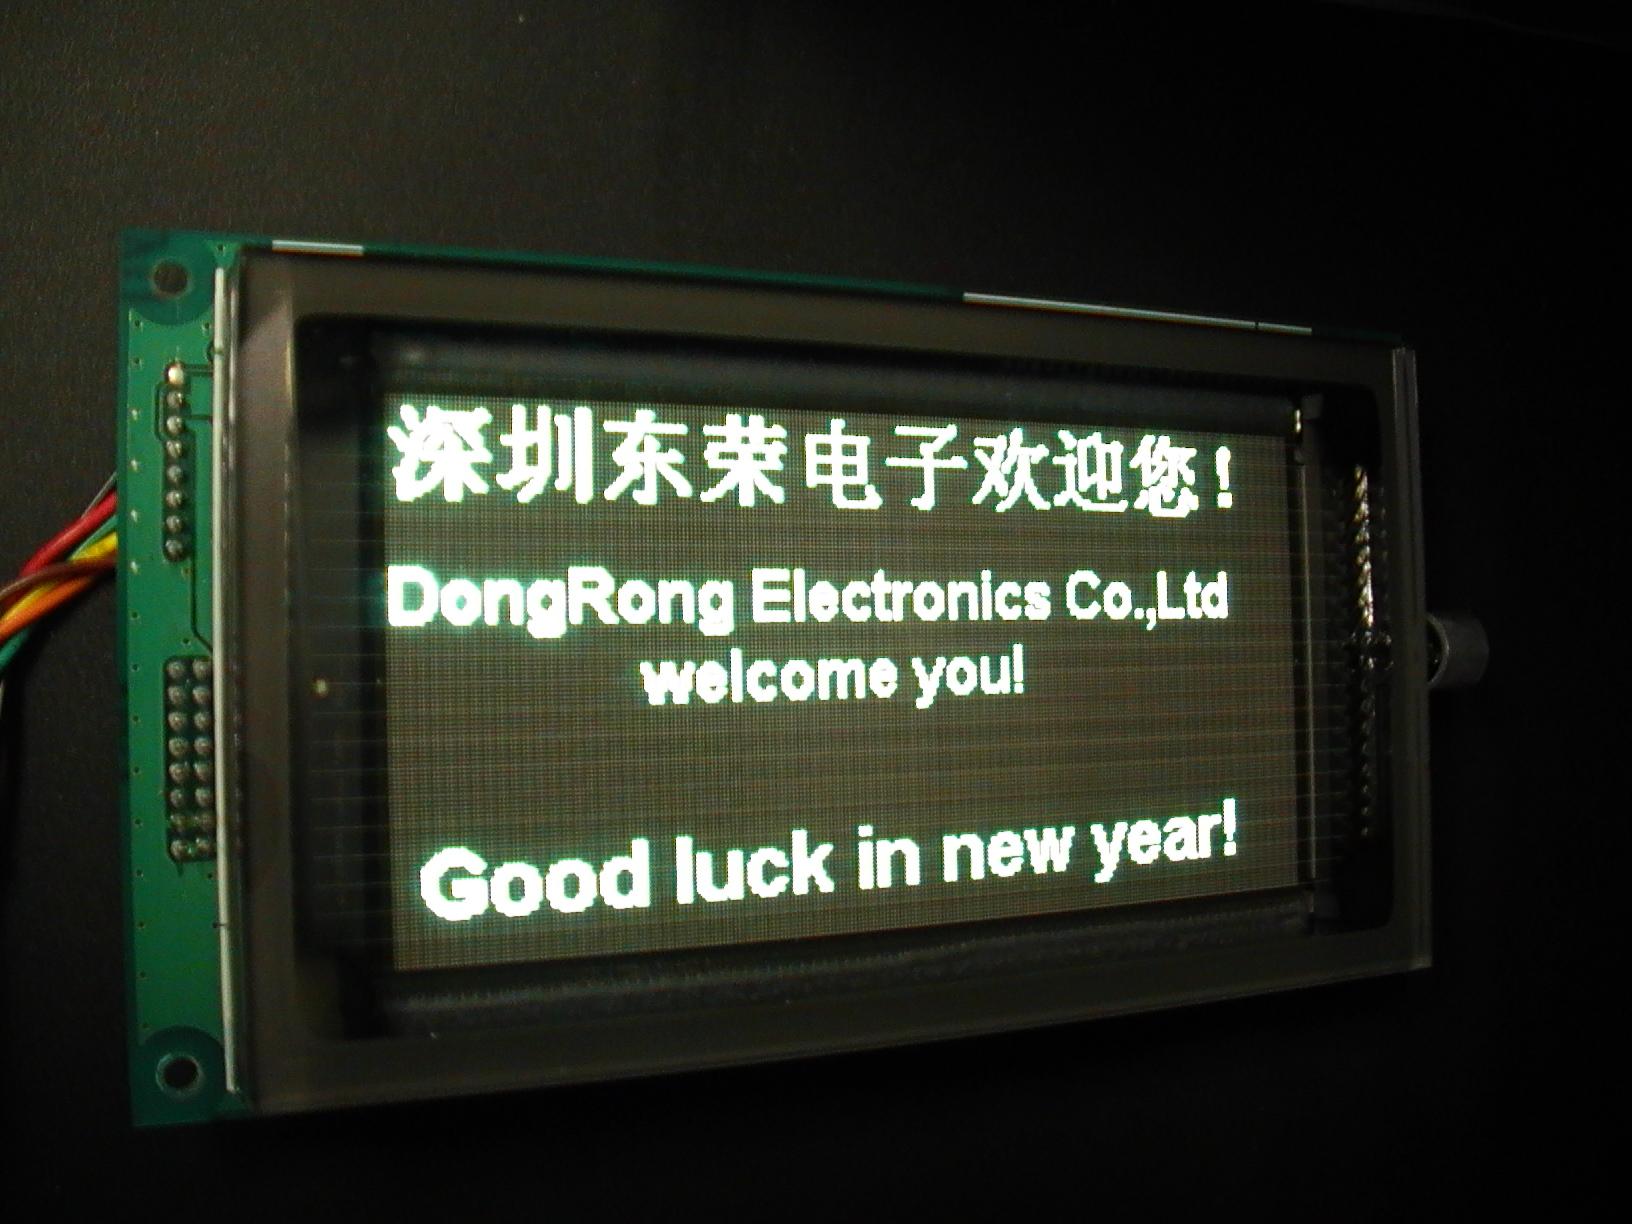 深圳东荣电子欢迎您!
DongRong Electronics Co.,Ltd
welcome you!
Good luck in new year!